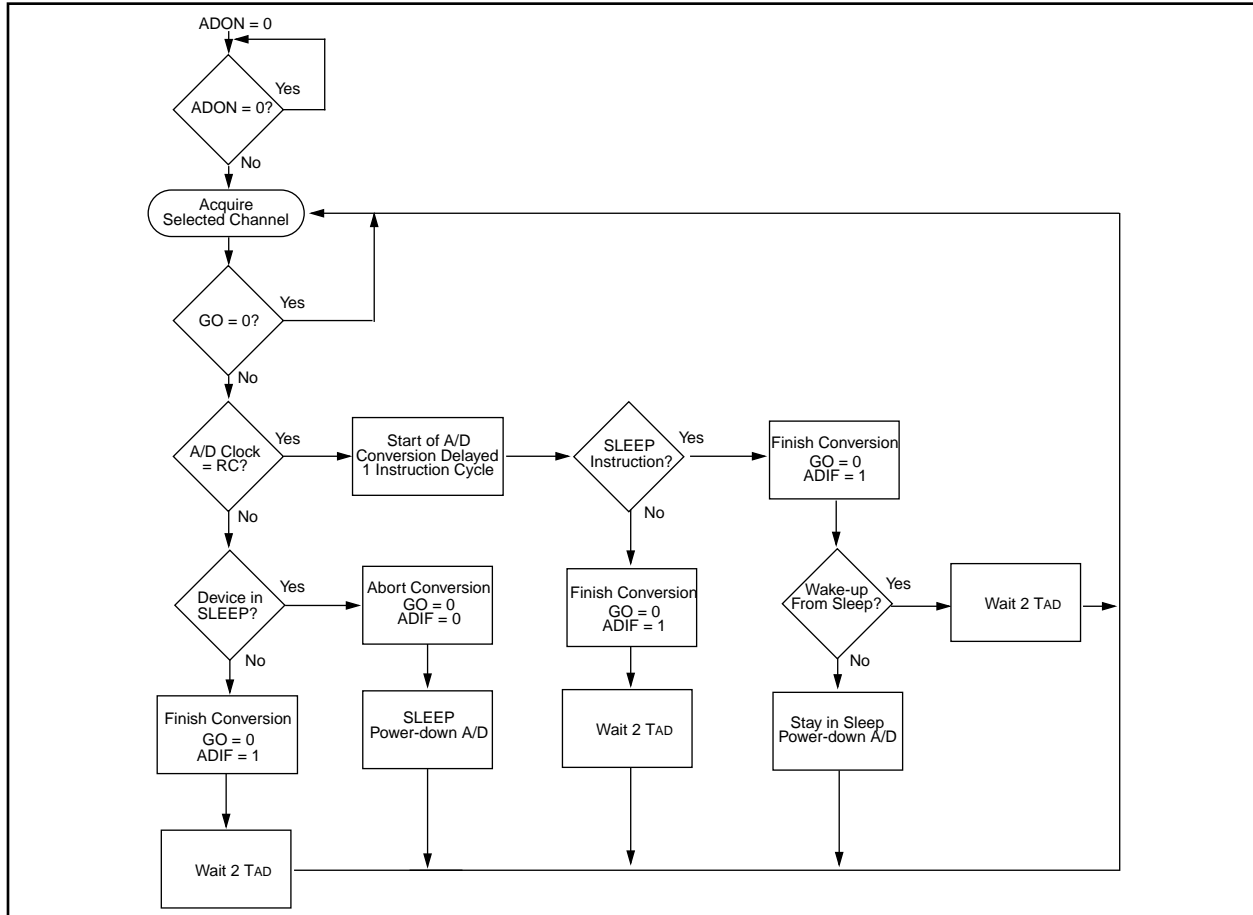 ADON = 0
Yes
ADON = 0?
No
Acquire
Selected Channel
Yes
GO = 0?
No
A/D Clock
= RC?
Yes
Start of A/D
Conversion Delayed
1 Instruction Cycle
SLEEP
Instruction?
Yes
Finish Conversion
GO = 0
ADIF = 1
No
No
Device in
SLEEP?
Yes
Abort Conversion
GO = 0
ADIF = 0
Finish Conversion
GO = 0
ADIF = 1
Wake-up
From Sleep?
Yes
Wait 2 TAD
No
No
Finish Conversion
GO = 0
ADIF = 1
SLEEP
Power-down A/D
Wait 2 TAD
Stay in Sleep
Power-down A/D
Wait 2 TAD